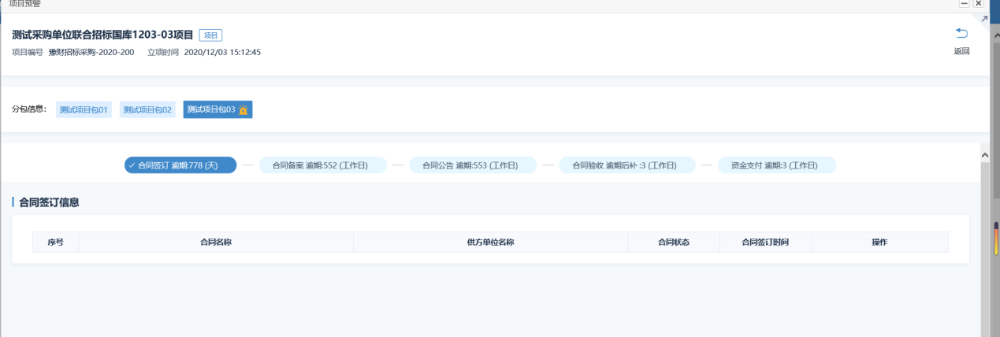 项目预警
测试采购单位联合招标国库1203-03项目 项目
返回
项目编号 豫财招标采购-2020-200 立项时间 2020/12/03 15:12:45
分包信息： 测试项目包01 测试项目包02 测试项目包03
合同签订 逾期:778 (天) 合同备案 逾期:552 (工作日) 合同公告 逾期:553 (工作日) 合同验收 逾期后补 :3 (工作日) 资金支付 逾期:3 (工作日)
合同签订信息
序号 合同名称 供方单位名称 合同状态 合同签订时间 操作